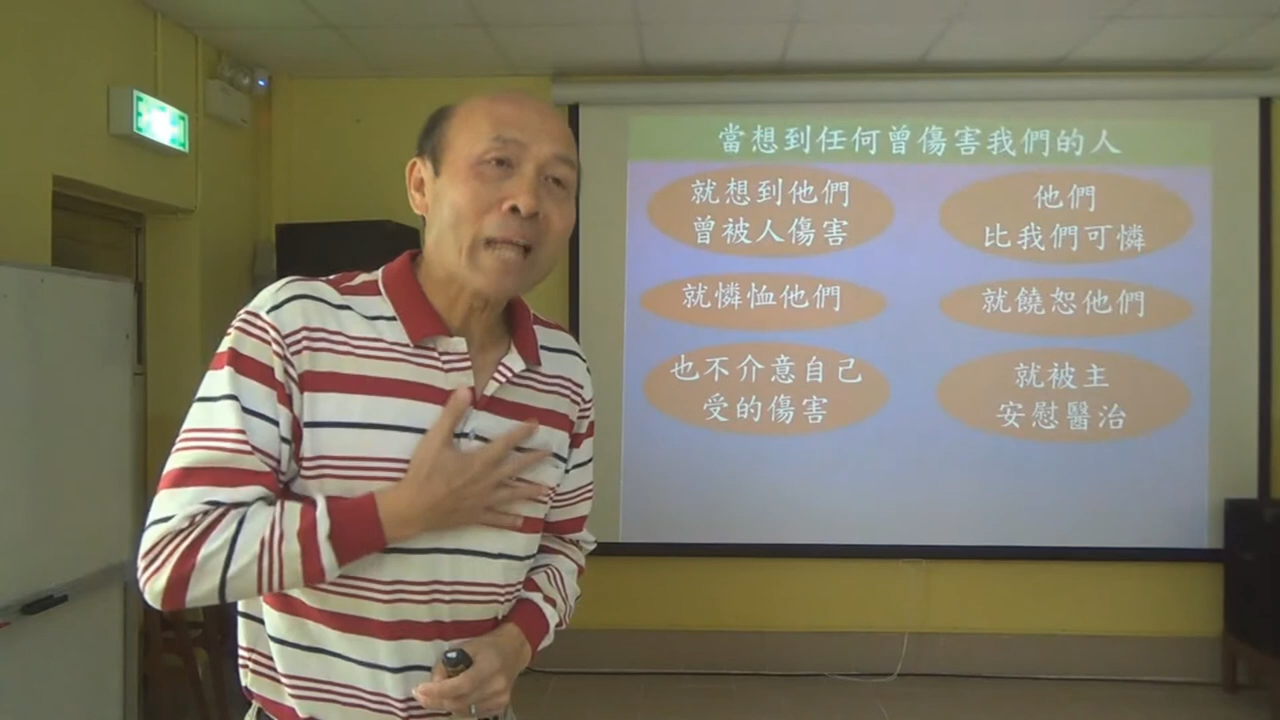 當想到任何曾傷害我們的人
就想到他們
曾被人傷害
他們
比我們可憐
就憐恤他們
就饒恕他們
也不介意自己
受的傷害
就被主
安慰醫治